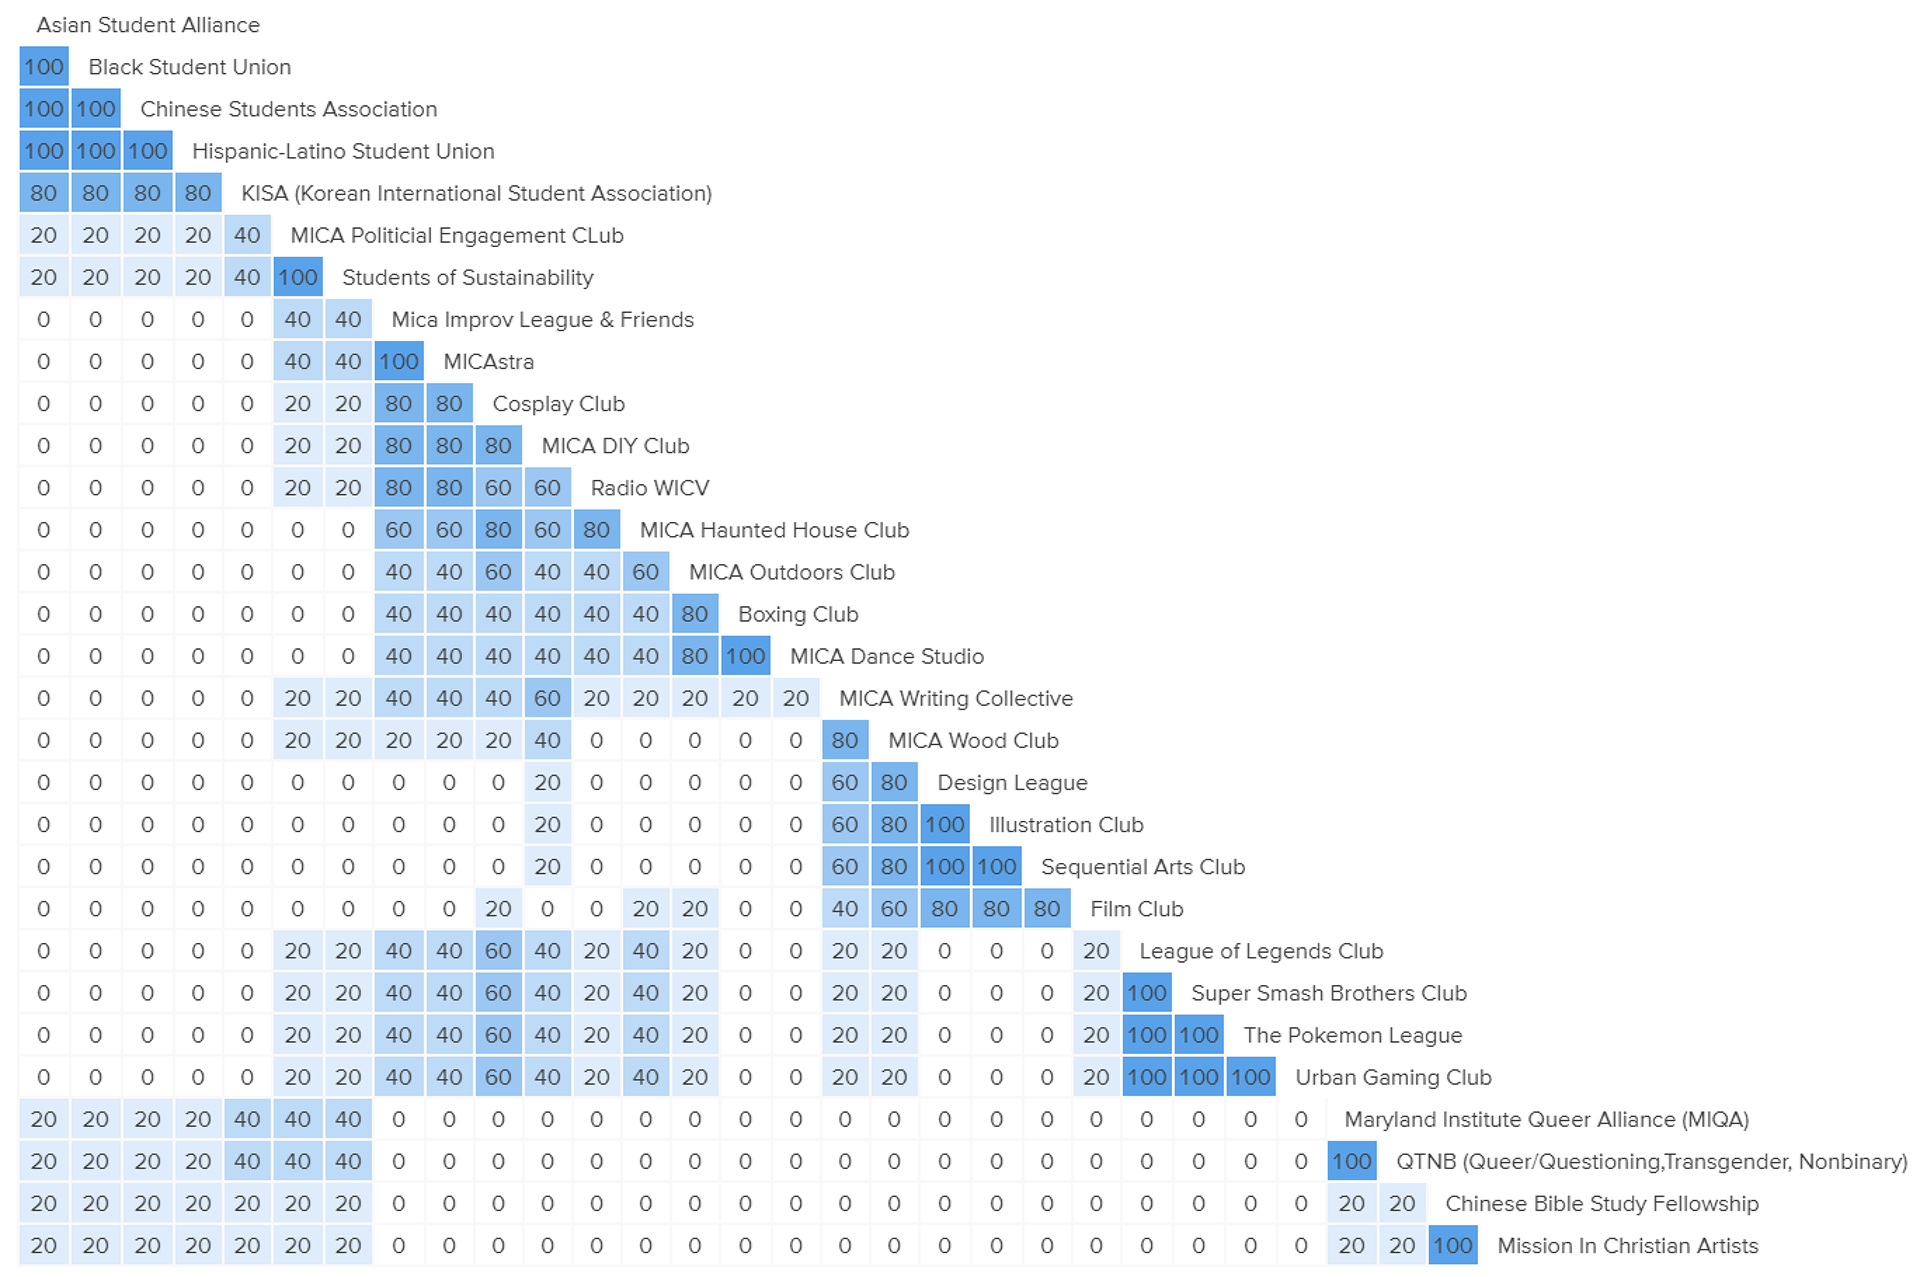 Asian Student Alliance
100 Black Student Union
100 100 Chinese Students Association
100 100 100 Hispanic-Latino Student Union
80 80 80 80 KISA (Korean International Student Association)
20 20 20 20 40 MICA Politicial Engagement CLub
20 20 20 20 40 100 Students of Sustainability
0 0 0 0 0 40 40 Mica Improv League & Friends
0 0 0 0 0 40 40 100 MICAstra
0 0 0 0 0 20 20 80 80 Cosplay Club
0 0 0 0 0 20 20 80 80 80 MICA DIY Club
0 0 0 0 0 20 20 80 80 60 60 Radio WICV
0 0 0 0 0 0 0 60 60 80 60 80 MICA Haunted House Club
0 0 0 0 0 0 0 40 40 60 40 40 60 MICA Outdoors Club
0 0 0 0 0 0 0 40 40 40 40 40 40 80 Boxing Club
0 0 0 0 0 0 0 40 40 40 40 40 40 80 100 MICA Dance Studio
0 0 0 0 0 20 20 40 40 40 60 20 20 20 20 20 MICA Writing Collective
0 0 0 0 0 20 20 20 20 20 40 0 0 0 0 0 80 MICA Wood Club
0 0 0 0 0 0 0 0 0 0 20 0 0 0 0 0 60 80 Design League
0 0 0 0 0 0 0 0 0 0 20 0 0 0 0 0 60 80 100 Illustration Club
0 0 0 0 0 0 0 0 0 0 20 0 0 0 0 0 60 80 100 100 Sequential Arts Club
0 0 0 0 0 0 0 0 0 20 0 0 20 20 0 0 40 60 80 80 80 Film Club
0 0 0 0 0 20 20 40 40 60 40 20 40 20 0 0 20 20 0 0 0 20 League of Legends Club
0 0 0 0 0 20 20 40 40 60 40 20 40 20 0 0 20 20 0 0 0 20 100 Super Smash Brothers Club
0 0 0 0 0 20 20 40 40 60 40 20 40 20 0 0 20 20 0 0 0 20 100 100 The Pokemon League
0 0 0 0 0 20 20 40 40 60 40 20 40 20 0 0 20 20 0 0 0 20 100 100 100 Urban Gaming Club
20 20 20 20 40 40 40 0 0 0 0 0 0 0 0 0 0 0 0 0 0 0 0 0 0 0 Maryland Institute Queer Alliance (MIQA)
20 20 20 20 40 40 40 0 0 0 0 0 0 0 0 0 0 0 0 0 0 0 0 0 0 0 100 QTNB (Queer/Questioning,Transgender, Nonbinary)
20 20 20 20 20 20 20 0 0 0 0 0 0 0 0 0 0 0 0 0 0 0 0 0 0 0 20 20 Chinese Bible Study Fellowship
20 20 20 20 20 20 20 0 0 0 0 0 0 0 0 0 0 0 0 0 0 0 0 0 0 0 20 20 100 Mission In Christian Artists